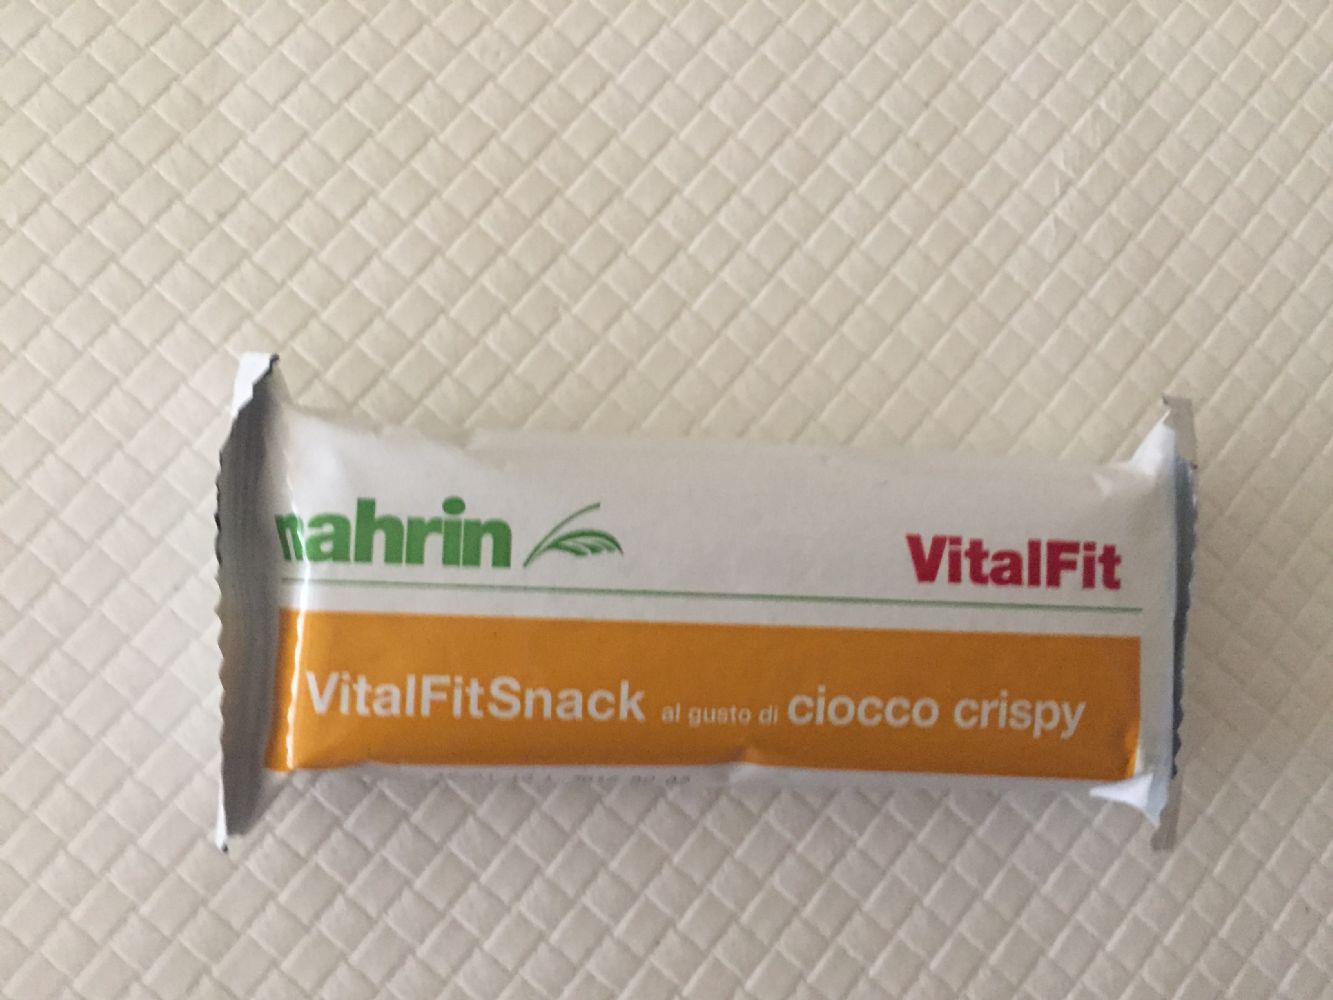 nahrin
VitalFit
VitalFitSnack al gusto di ciocco crispy